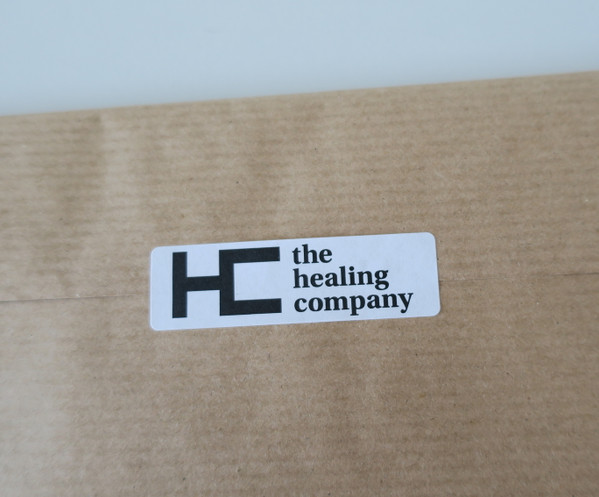 HC
the
healing
company